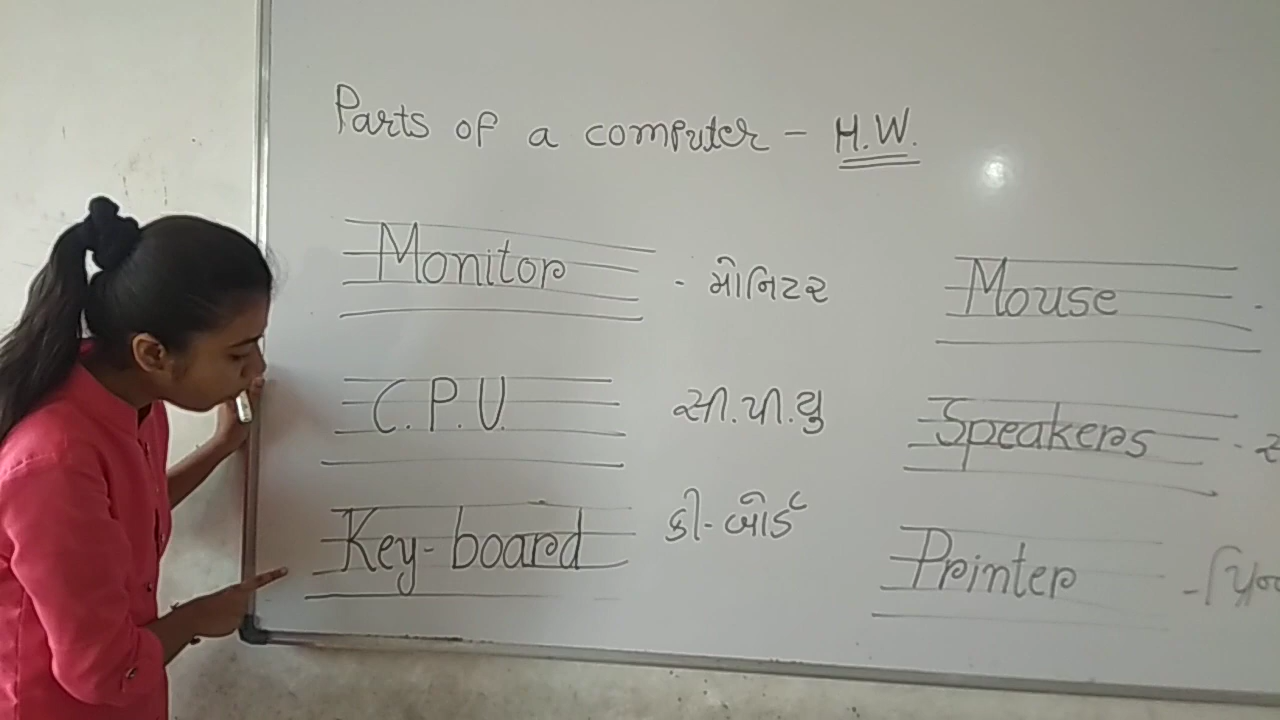 Parts of a computer - H.W.
Monitor - મોનિટર
C.P.U. સી.પી.યુ
Key-board કી-બોર્ડ
Mouse -
Speakers -
Printer -